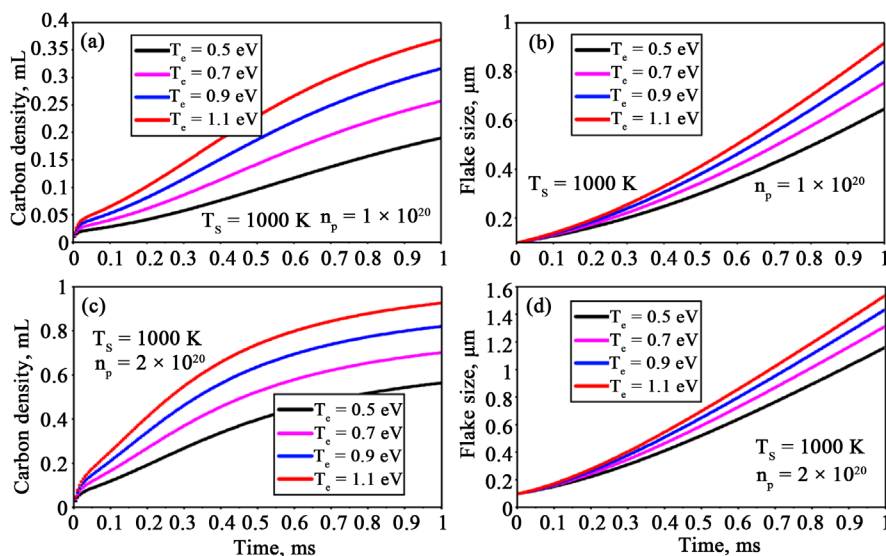 (a)
Carbon density, mL
0.4
0.35
0.3
0.25
0.2
0.15
0.1
0.05
0
T_e = 0.5 eV
T_e = 0.7 eV
T_e = 0.9 eV
T_e = 1.1 eV
T_S = 1000 K n_p = 1 × 10²⁰
0 0.1 0.2 0.3 0.4 0.5 0.6 0.7 0.8 0.9 1
(b)
Flake size, µm
1
0.8
0.6
0.4
0.2
T_e = 0.5 eV
T_e = 0.7 eV
T_e = 0.9 eV
T_e = 1.1 eV
T_S = 1000 K
n_p = 1 × 10²⁰
0 0.1 0.2 0.3 0.4 0.5 0.6 0.7 0.8 0.9 1
(c)
Carbon density, mL
1
0.8
0.6
0.4
0.2
0
T_S = 1000 K
n_p = 2 × 10²⁰
T_e = 0.5 eV
T_e = 0.7 eV
T_e = 0.9 eV
T_e = 1.1 eV
0 0.1 0.2 0.3 0.4 0.5 0.6 0.7 0.8 0.9 1
Time, ms
(d)
Flake size, µm
1.6
1.6
1.2
1
0.8
0.6
0.4
0.2
0
T_e = 0.5 eV
T_e = 0.7 eV
T_e = 0.9 eV
T_e = 1.1 eV
T_S = 1000 K
n_p = 2 × 10²⁰
0 0.1 0.2 0.3 0.4 0.5 0.6 0.7 0.8 0.9 1
Time, ms